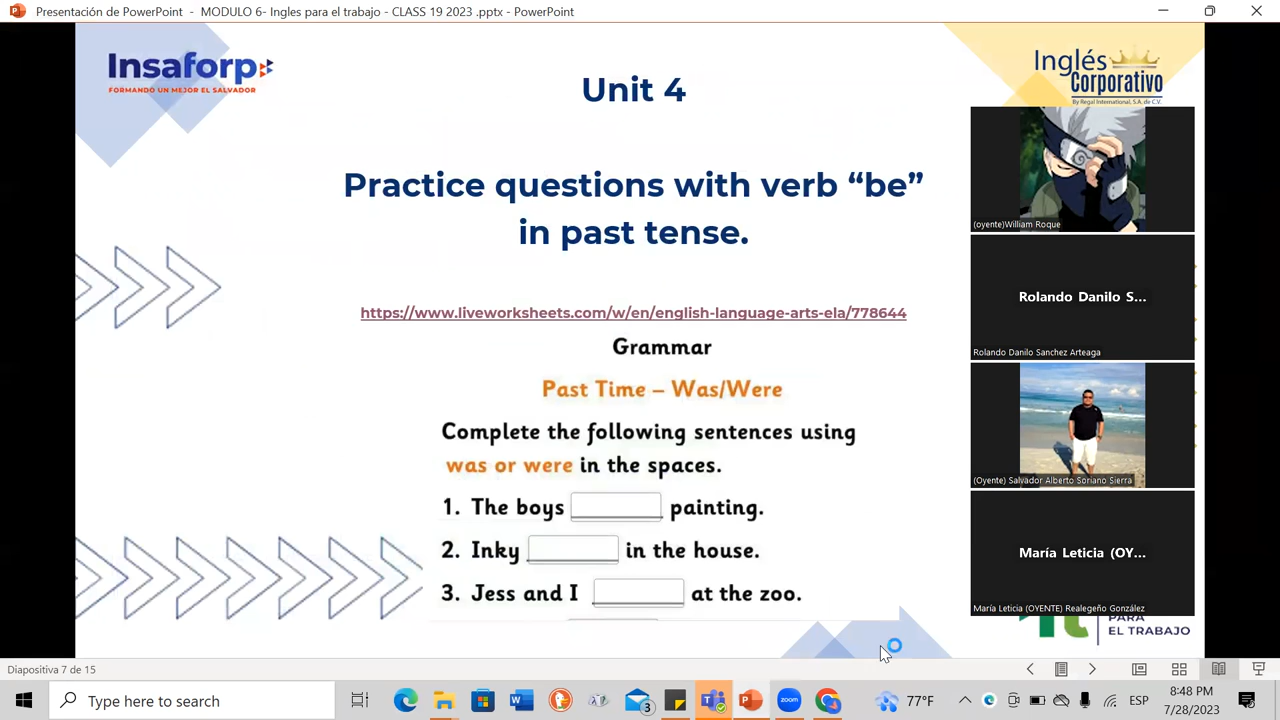 Presentación de PowerPoint - MODULO 6- Ingles para el trabajo - CLASS 19 2023 .pptx - PowerPoint
Insaforp
FORMANDO UN MEJOR EL SALVADOR
Unit 4
Inglés
Corporativo
By Regal International, S.A. de C.V.
Practice questions with verb “be”
in past tense.
https://www.liveworksheets.com/w/en/english-language-arts-ela/778644
Grammar
Past Time – Was/Were
Complete the following sentences using
was or were in the spaces.
1. The boys painting.
2. Inky in the house.
3. Jess and I at the zoo.
(oyente)William Roque
Rolando Danilo S...
Rolando Danilo Sanchez Arteaga
(Oyente) Salvador Alberto Soriano Sierra
María Leticia (OY...
María Leticia (OYENTE) Realegeño González
PARA
EL TRABAJO
Diapositiva 7 de 15
Type here to search
3
77°F
ESP
8:48 PM
7/28/2023